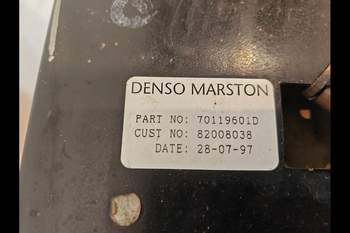 DENSO MARSTON
PART NO: 70119601D
CUST NO: 82008038
DATE: 28-07-97